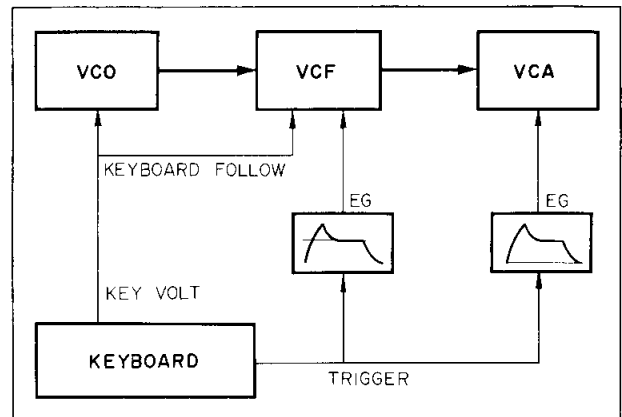 VCO
VCF
VCA
KEYBOARD FOLLOW
EG
EG
KEY VOLT
KEYBOARD
TRIGGER